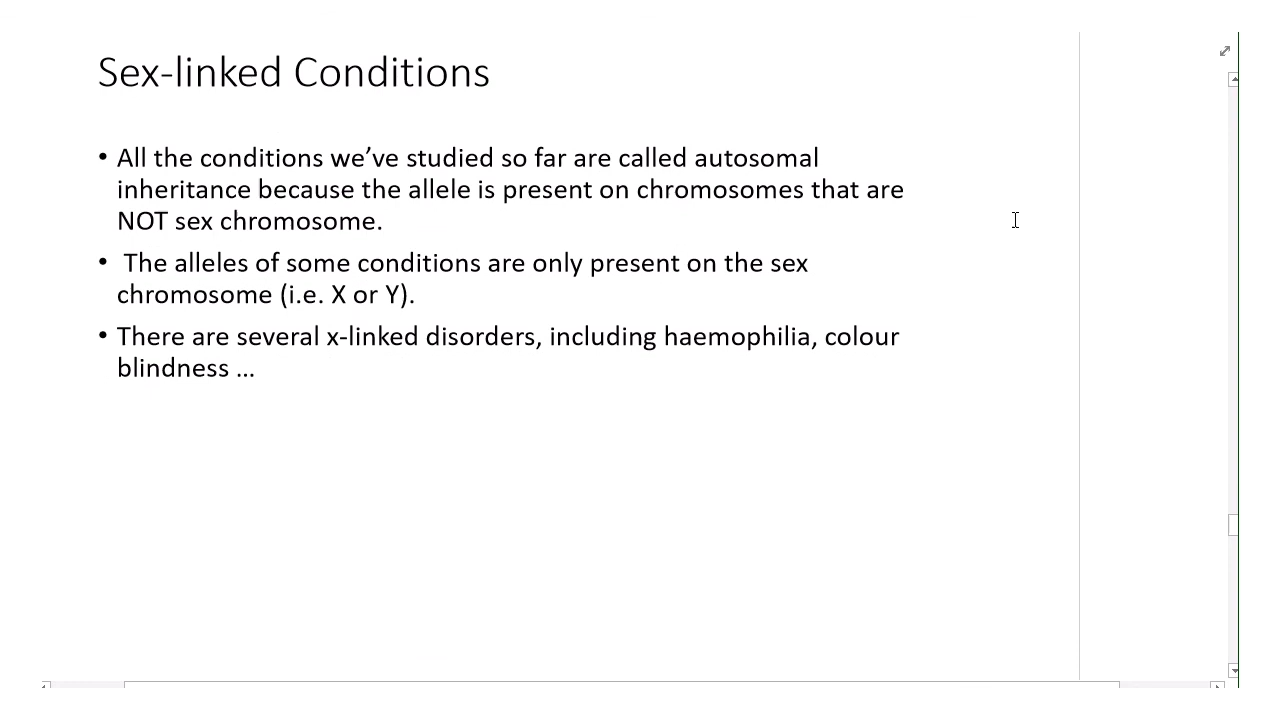 Sex-linked Conditions
• All the conditions we’ve studied so far are called autosomal
inheritance because the allele is present on chromosomes that are
NOT sex chromosome.
• The alleles of some conditions are only present on the sex
chromosome (i.e. X or Y).
• There are several x-linked disorders, including haemophilia, colour
blindness …